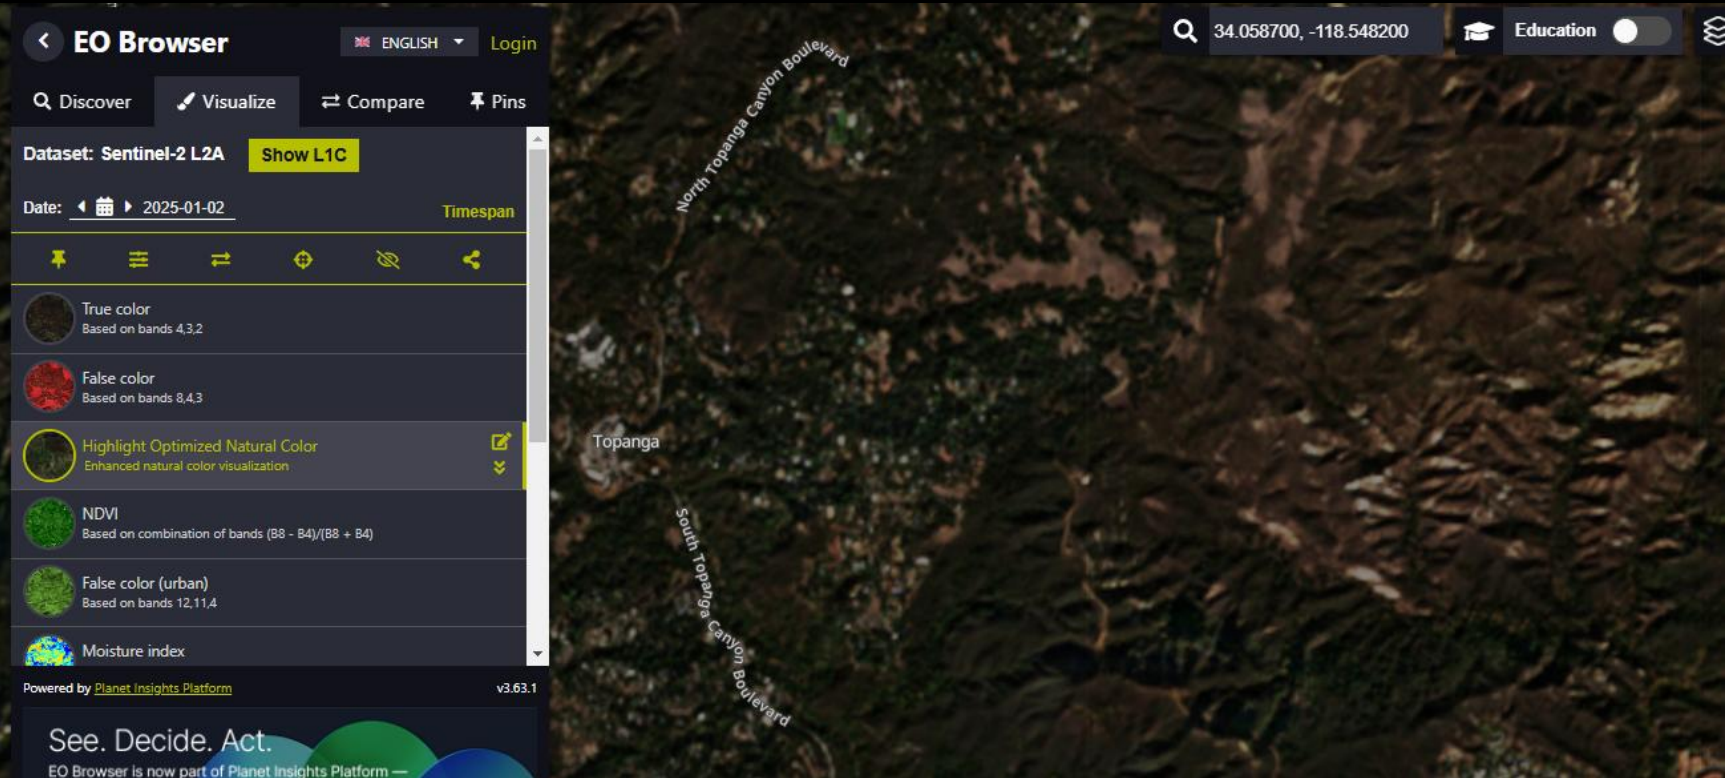 EO Browser
ENGLISH
Login
34.058700, -118.548200
Education
Discover
Visualize
Compare
Pins
Dataset: Sentinel-2 L2A
Show L1C
Date:
2025-01-02
Timespan
True color
Based on bands 4,3,2
False color
Based on bands 8,4,3
Highlight Optimized Natural Color
Enhanced natural color visualization
NDVI
Based on combination of bands (B8 - B4)/(B8 + B4)
False color (urban)
Based on bands 12,11,4
Moisture index
Powered by Planet Insights Platform
v3.63.1
See. Decide. Act.
EO Browser is now part of Planet Insights Platform —
North Topanga Canyon Boulevard
Topanga
South Topanga Canyon Boulevard